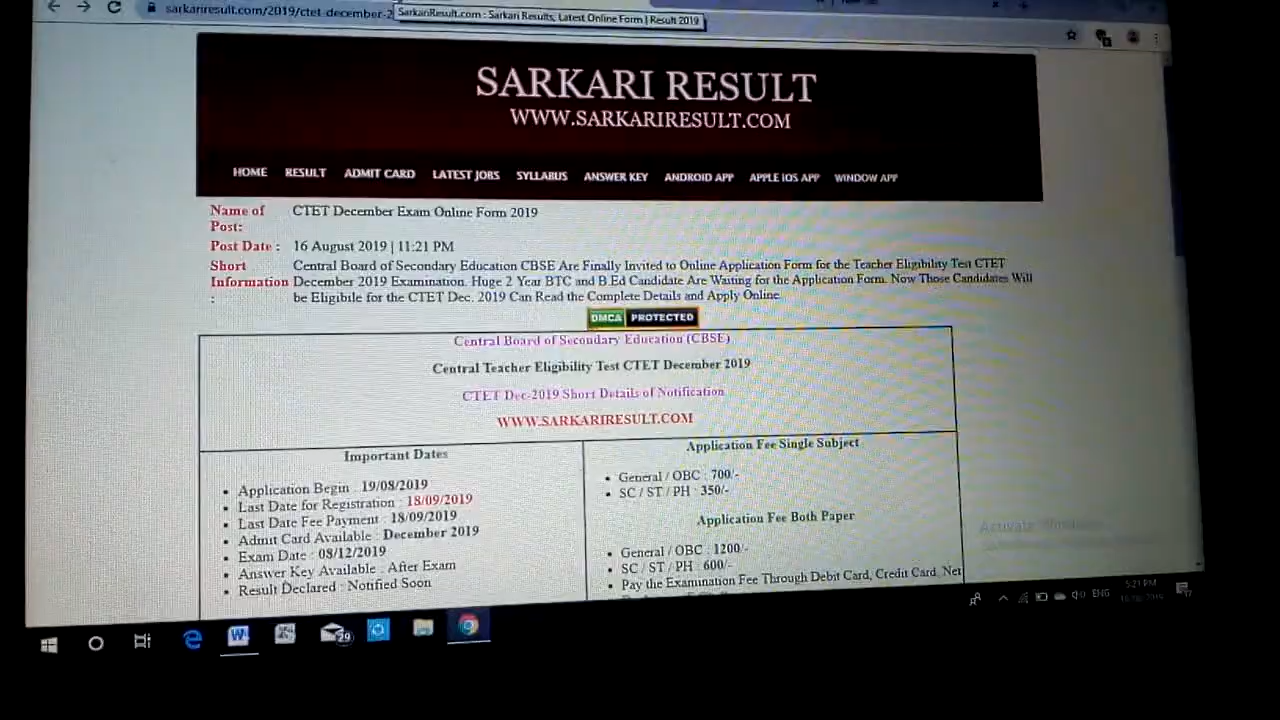 sarkariresult.com/2019/ctet-december-2
SarkariResult.com : Sarkari Results, Latest Online Form | Result 2019
SARKARI RESULT
WWW.SARKARIRESULT.COM
HOME RESULT ADMIT CARD LATEST JOBS SYLLABUS ANSWER KEY ANDROID APP APPLE IOS APP WINDOW APP
Name of Post: CTET December Exam Online Form 2019
Post Date : 16 August 2019 | 11:21 PM
Short Information : Central Board of Secondary Education CBSE Are Finally Invited to Online Application Form for the Teacher Eligibility Test CTET
December 2019 Examination. Huge 2 Year BTC and B.Ed Candidate Are Waiting for the Application Form. Now Those Candidates Will
be Eligibile for the CTET Dec. 2019 Can Read the Complete Details and Apply Online
DMCA PROTECTED
Central Board of Secondary Education (CBSE)
Central Teacher Eligibility Test CTET December 2019
CTET Dec-2019 Short Details of Notification
WWW.SARKARIRESULT.COM
Important Dates
Application Begin : 19/08/2019
Last Date for Registration : 18/09/2019
Last Date Fee Payment : 18/09/2019
Admit Card Available : December 2019
Exam Date : 08/12/2019
Answer Key Available : After Exam
Result Declared : Notified Soon
Application Fee Single Subject
General / OBC : 700/-
SC / ST / PH : 350/-
Application Fee Both Paper
General / OBC : 1200/-
SC / ST / PH : 600/-
Pay the Examination Fee Through Debit Card, Credit Card, Net
Activate Windows
ENG
5:21 PM
29